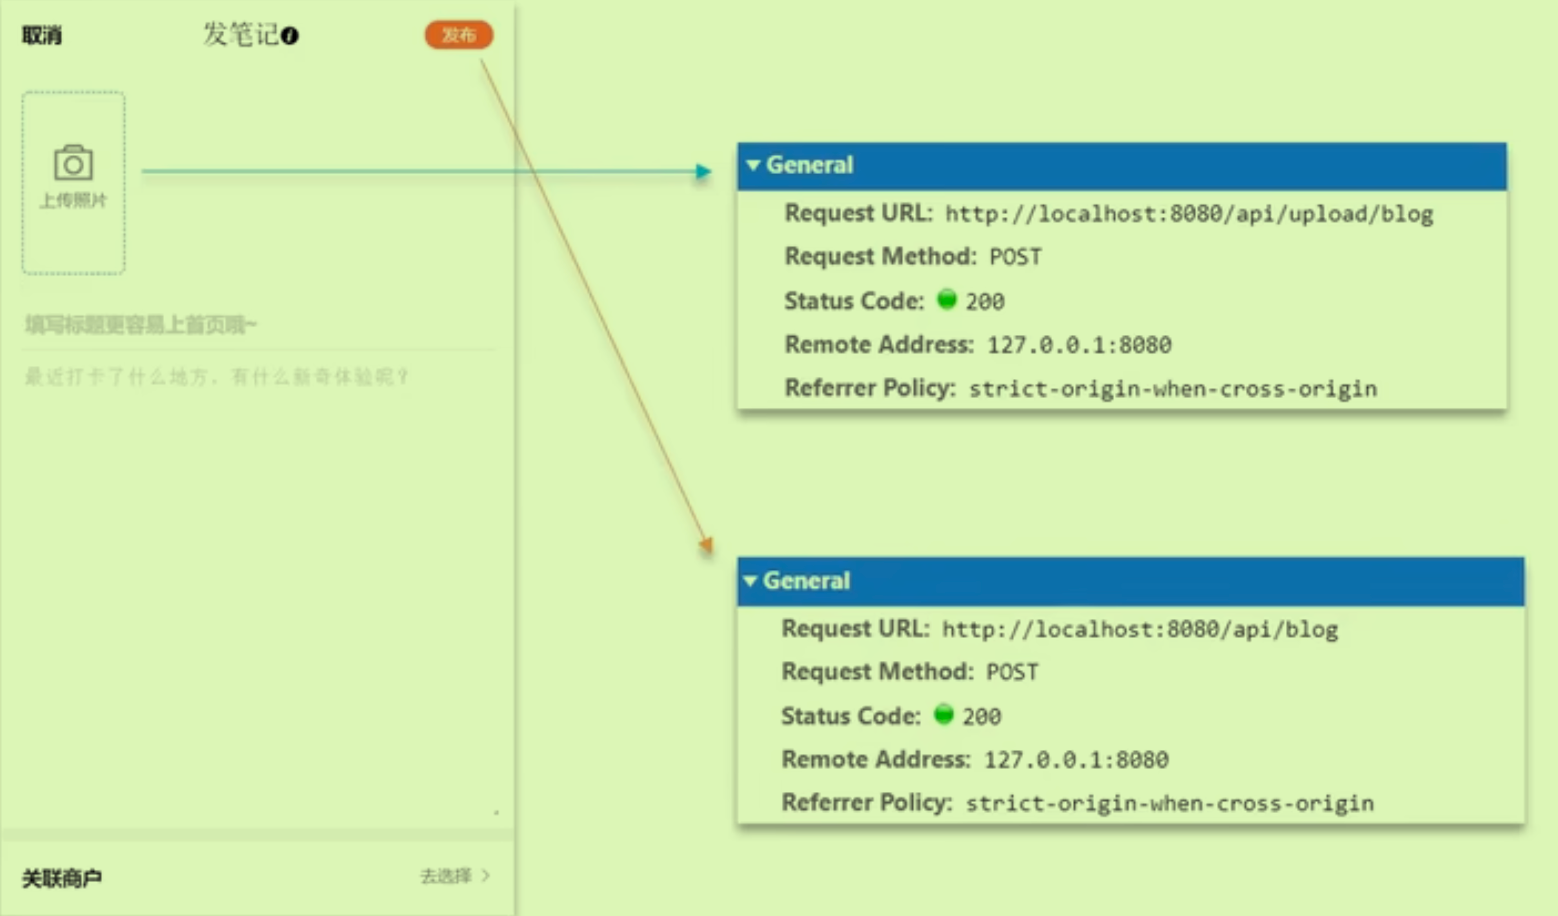 取消
发笔记
发布
上传照片
填写标题更容易上首页哦~
最近打卡了什么地方，有什么新奇体验呢？
关联商户
去选择 >
General
Request URL: http://localhost:8080/api/upload/blog
Request Method: POST
Status Code: 200
Remote Address: 127.0.0.1:8080
Referrer Policy: strict-origin-when-cross-origin
General
Request URL: http://localhost:8080/api/blog
Request Method: POST
Status Code: 200
Remote Address: 127.0.0.1:8080
Referrer Policy: strict-origin-when-cross-origin